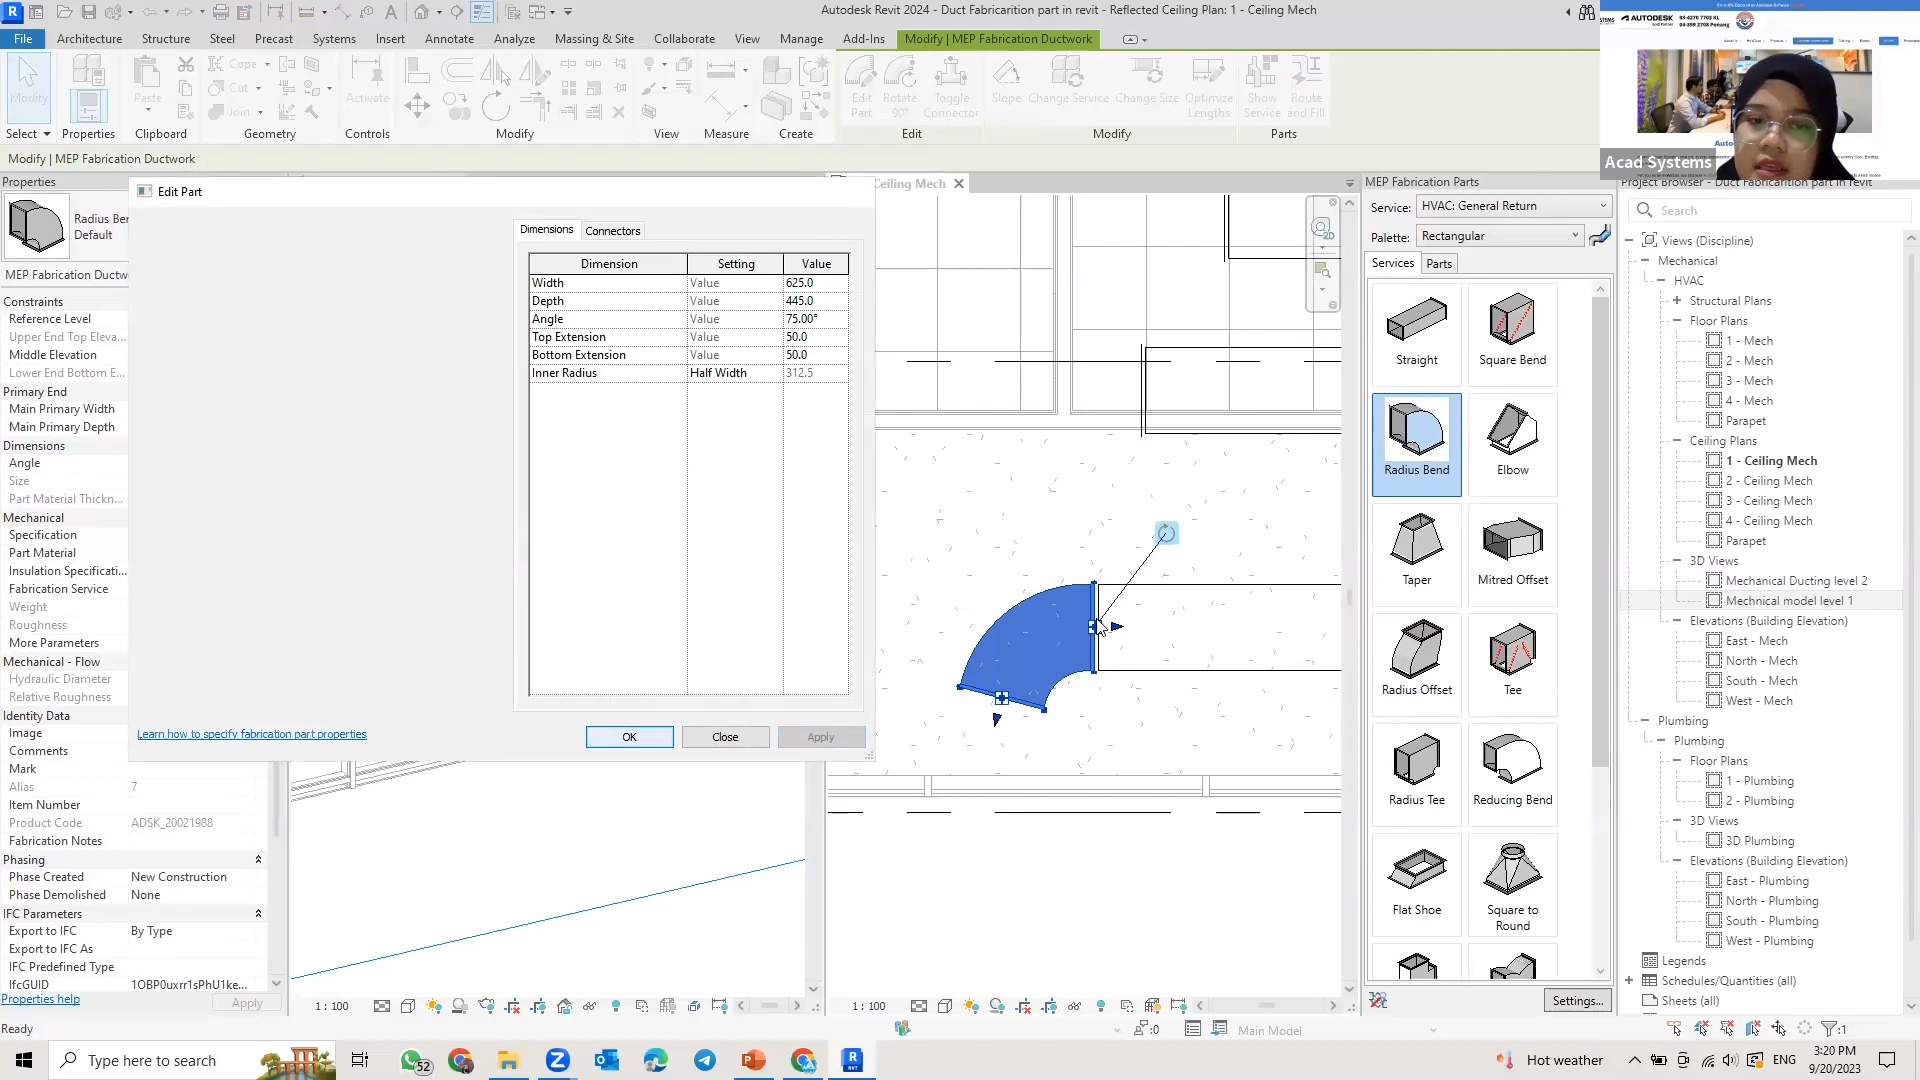 Autodesk Revit 2024 - Duct Fabricarition part in revit - Reflected Ceiling Plan: 1 - Ceiling Mech
File Architecture Structure Steel Precast Systems Insert Annotate Analyze Massing & Site Collaborate View Manage Add-Ins Modify | MEP Fabrication Ductwork
Modify
Paste
Cope
Cut
Join
Activate
Edit Part
Rotate 90°
Toggle Connector
Slope
Change Service
Change Size
Optimize Lengths
Show Service
Route and Fill
Select Properties Clipboard Geometry Controls Modify View Measure Create Edit Modify Parts
Modify | MEP Fabrication Ductwork
AUTODESK
03-4270 7703 KL
04-399 2708 Penang
Acad Systems
Properties
Radius Ber
Default
MEP Fabrication Ductw
Constraints
Reference Level
Upper End Top Eleva...
Middle Elevation
Lower End Bottom E...
Primary End
Main Primary Width
Main Primary Depth
Dimensions
Angle
Size
Part Material Thickn...
Mechanical
Specification
Part Material
Insulation Specificati...
Fabrication Service
Weight
Roughness
More Parameters
Mechanical - Flow
Hydraulic Diameter
Relative Roughness
Identity Data
Image
Comments
Mark
Alias 7
Item Number
Product Code ADSK_20021988
Fabrication Notes
Phasing
Phase Created New Construction
Phase Demolished None
IFC Parameters
Export to IFC By Type
Export to IFC As
IFC Predefined Type
IfcGUID 1OBP0uxrr1sPhU1ke...
Properties help
Apply
Edit Part
Dimensions Connectors
Dimension Setting Value
Width Value 625.0
Depth Value 445.0
Angle Value 75.00°
Top Extension Value 50.0
Bottom Extension Value 50.0
Inner Radius Half Width 312.5
Learn how to specify fabrication part properties
OK Close Apply
Ceiling Mech
2D
1 : 100
1 : 100
MEP Fabrication Parts
Service: HVAC: General Return
Palette: Rectangular
Services Parts
Straight
Square Bend
Radius Bend
Elbow
Taper
Mitred Offset
Radius Offset
Tee
Radius Tee
Reducing Bend
Flat Shoe
Square to Round
Settings...
Project Browser - Duct Fabricarition part in revit
Search
Views (Discipline)
Mechanical
HVAC
Structural Plans
Floor Plans
1 - Mech
2 - Mech
3 - Mech
4 - Mech
Parapet
Ceiling Plans
1 - Ceiling Mech
2 - Ceiling Mech
3 - Ceiling Mech
4 - Ceiling Mech
Parapet
3D Views
Mechanical Ducting level 2
Mechnical model level 1
Elevations (Building Elevation)
East - Mech
North - Mech
South - Mech
West - Mech
Plumbing
Plumbing
Floor Plans
1 - Plumbing
2 - Plumbing
3D Views
3D Plumbing
Elevations (Building Elevation)
East - Plumbing
North - Plumbing
South - Plumbing
West - Plumbing
Legends
Schedules/Quantities (all)
Sheets (all)
Ready
:0
Main Model
:1
Type here to search
52
Hot weather
ENG
3:20 PM
9/20/2023